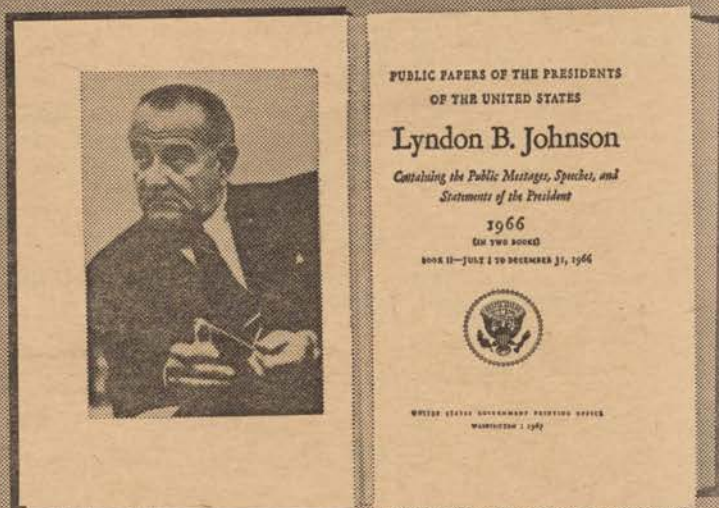 PUBLIC PAPERS OF THE PRESIDENTS
OF THE UNITED STATES
Lyndon B. Johnson
Containing the Public Messages, Speeches, and
Statements of the President
1966
(IN TWO BOOKS)
BOOK II—JULY 1 TO DECEMBER 31, 1966
UNITED STATES GOVERNMENT PRINTING OFFICE
WASHINGTON : 1967